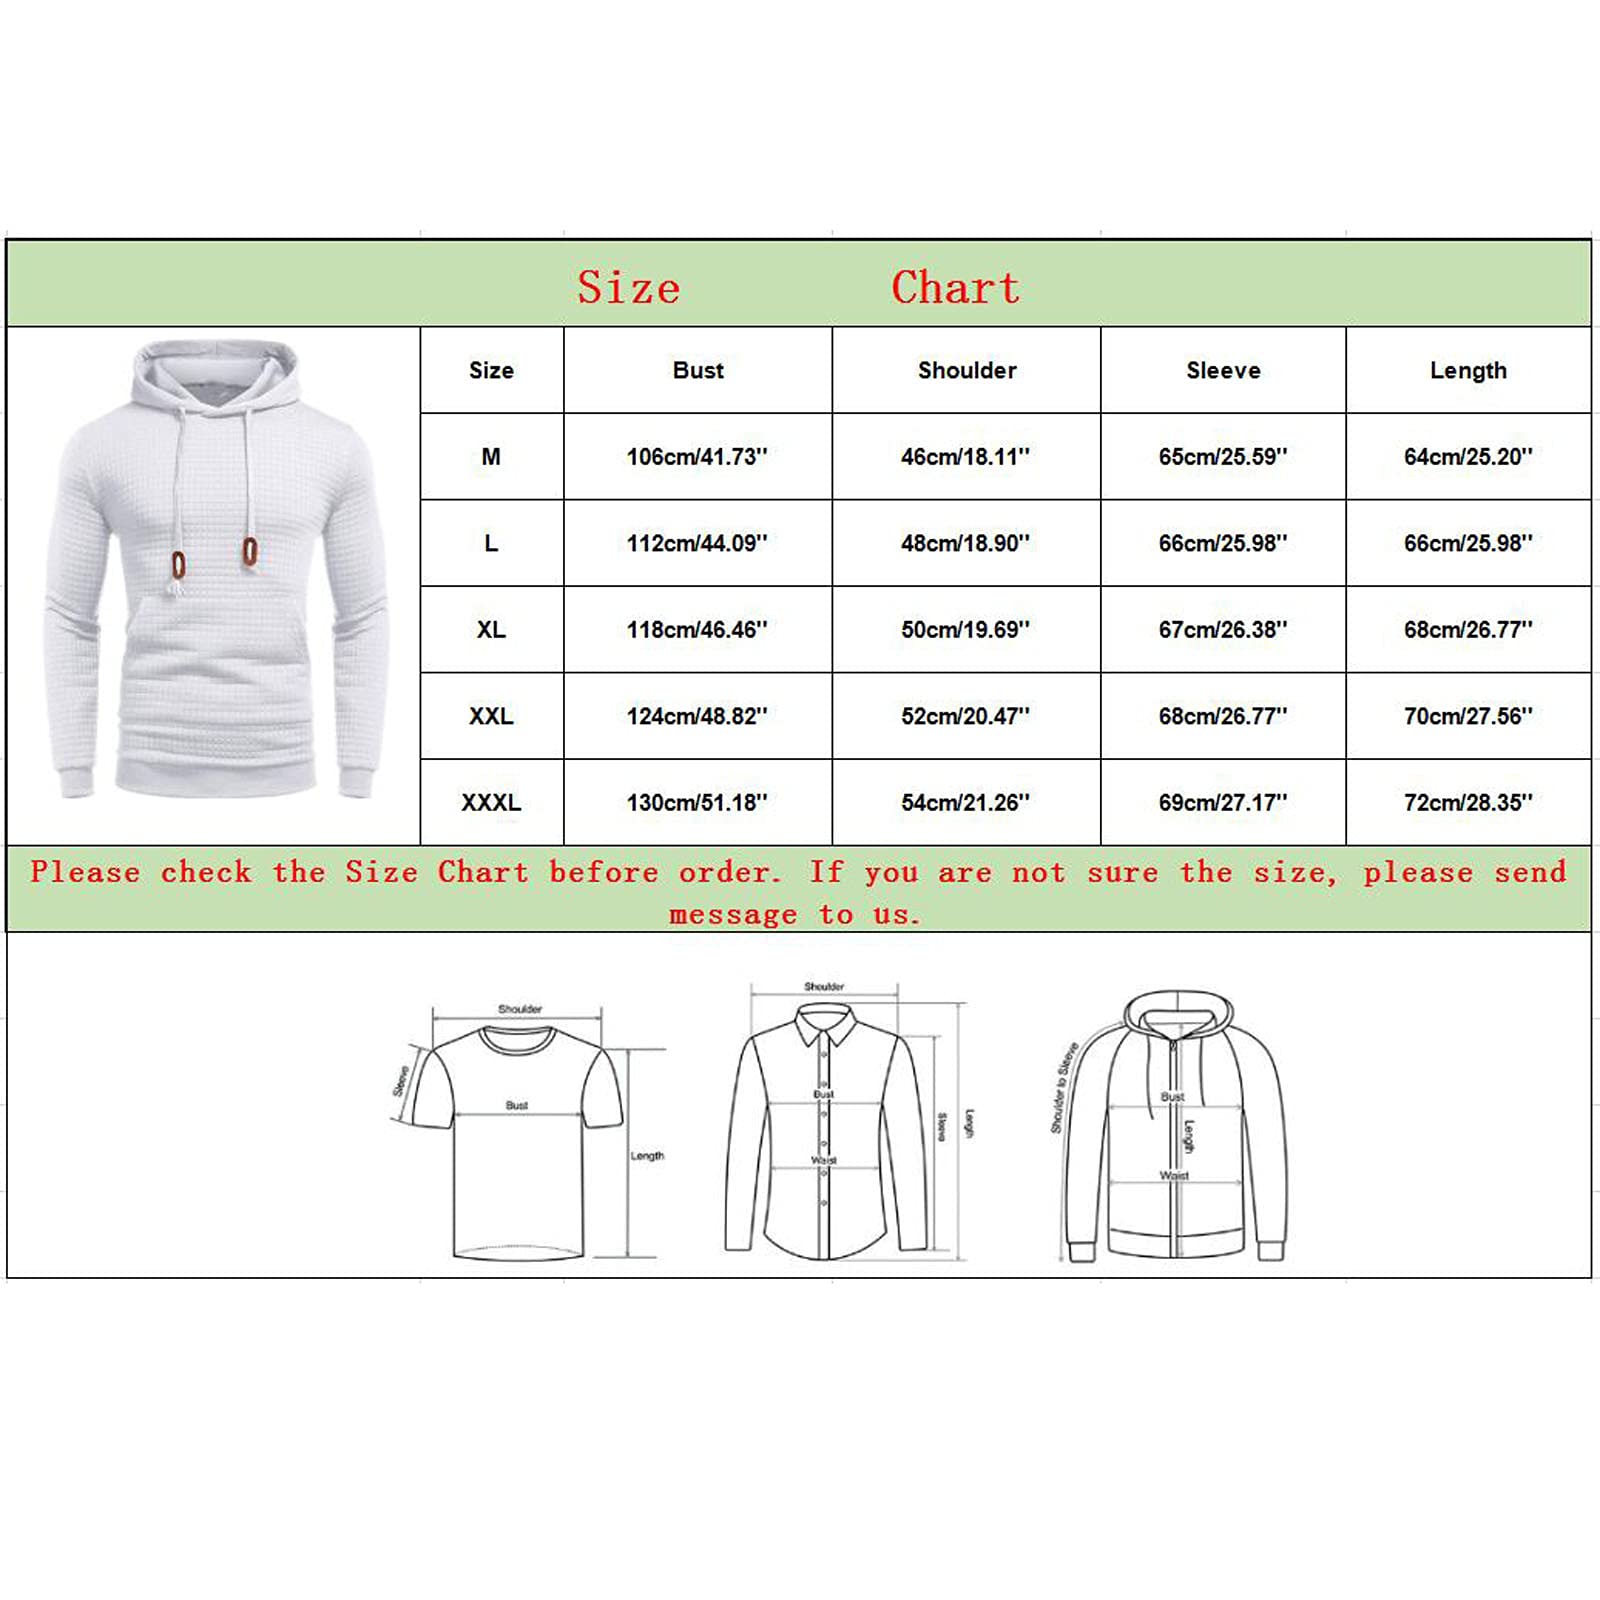 Size Chart
Size Bust Shoulder Sleeve Length
M 106cm/41.73'' 46cm/18.11'' 65cm/25.59'' 64cm/25.20''
L 112cm/44.09'' 48cm/18.90'' 66cm/25.98'' 66cm/25.98''
XL 118cm/46.46'' 50cm/19.69'' 67cm/26.38'' 68cm/26.77''
XXL 124cm/48.82'' 52cm/20.47'' 68cm/26.77'' 70cm/27.56''
XXXL 130cm/51.18'' 54cm/21.26'' 69cm/27.17'' 72cm/28.35''
Please check the Size Chart before order. If you are not sure the size, please send
message to us.
Shoulder
Sleeve
Bust
Length
Shoulder
Bust
Waist
Sleeve
Length
Shoulder to Sleeve
Bust
Length
Waist